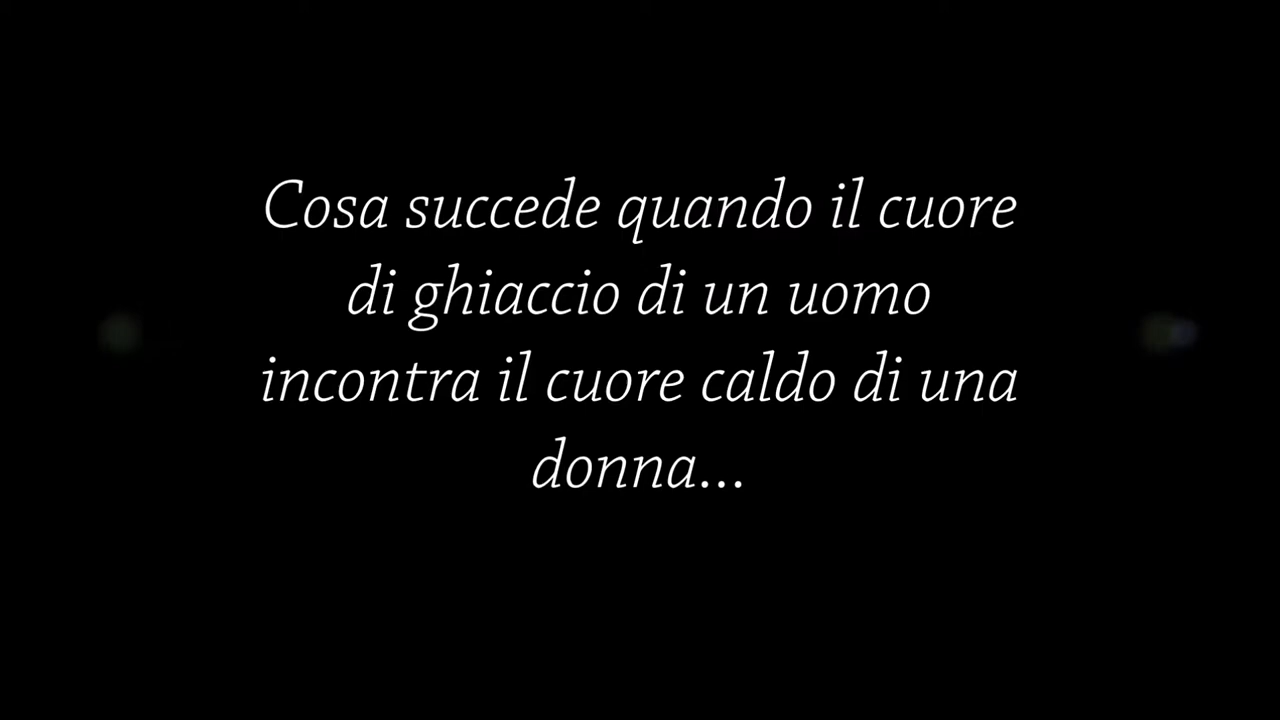 Cosa succede quando il cuore
di ghiaccio di un uomo
incontra il cuore caldo di una
donna...